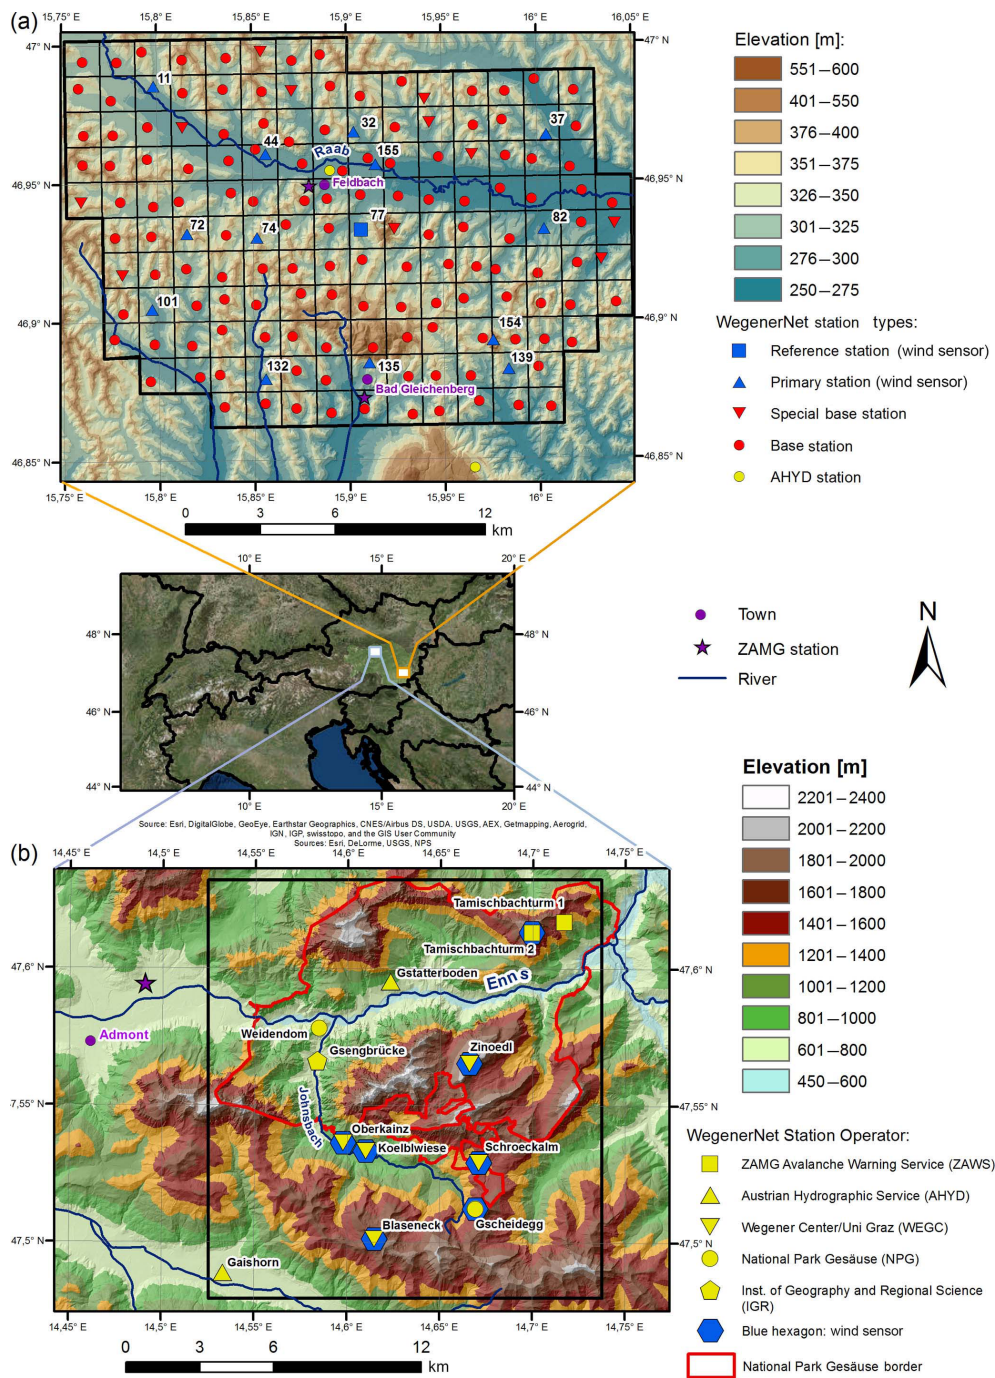 (a)
15,75° E 15,8° E 15,85° E 15,9° E 15,95° E 16° E 16,05° E
47° N 47° N
11
37
32
44
Raab
155
46,95° N 46,95° N
Feldbach
77
72
74
82
101
46,9° N 46,9° N
154
132
135
139
Bad Gleichenberg
46,85° N 46,85° N
15,75° E 15,8° E 15,85° E 15,9° E 15,95° E 16° E
0 3 6 12
km
Elevation [m]:
551–600
401–550
376–400
351–375
326–350
301–325
276–300
250–275
WegenerNet station types:
Reference station (wind sensor)
Primary station (wind sensor)
Special base station
Base station
AHYD station
10° E 15° E 20° E
48° N 48° N
46° N 46° N
44° N 44° N
10° E 15° E 20° E
Town
ZAMG station
River
N
Source: Esri, DigitalGlobe, GeoEye, Earthstar Geographics, CNES/Airbus DS, USDA, USGS, AEX, Getmapping, Aerogrid,
IGN, IGP, swisstopo, and the GIS User Community
Sources: Esri, DeLorme, USGS, NPS
(b)
14,45° E 14,5° E 14,55° E 14,6° E 14,65° E 14,7° E 14,75° E
Tamischbachturm 1
Tamischbachturm 2
Gstatterboden
Enns
47,6° N 47,6° N
Admont
Weidendom
Gsengbrücke
Zinoedl
7,55° N 47,55° N
Johnsbach
Oberkainz
Koelblwiese
Schroeckalm
Blaseneck
Gscheidegg
47,5° N 47,5° N
Gaishorn
14,45° E 14,5° E 14,55° E 14,6° E 14,65° E 14,7° E 14,75° E
0 3 6 12
km
Elevation [m]
2201–2400
2001–2200
1801–2000
1601–1800
1401–1600
1201–1400
1001–1200
801–1000
601–800
450–600
WegenerNet Station Operator:
ZAMG Avalanche Warning Service (ZAWS)
Austrian Hydrographic Service (AHYD)
Wegener Center/Uni Graz (WEGC)
National Park Gesäuse (NPG)
Inst. of Geography and Regional Science
(IGR)
Blue hexagon: wind sensor
National Park Gesäuse border